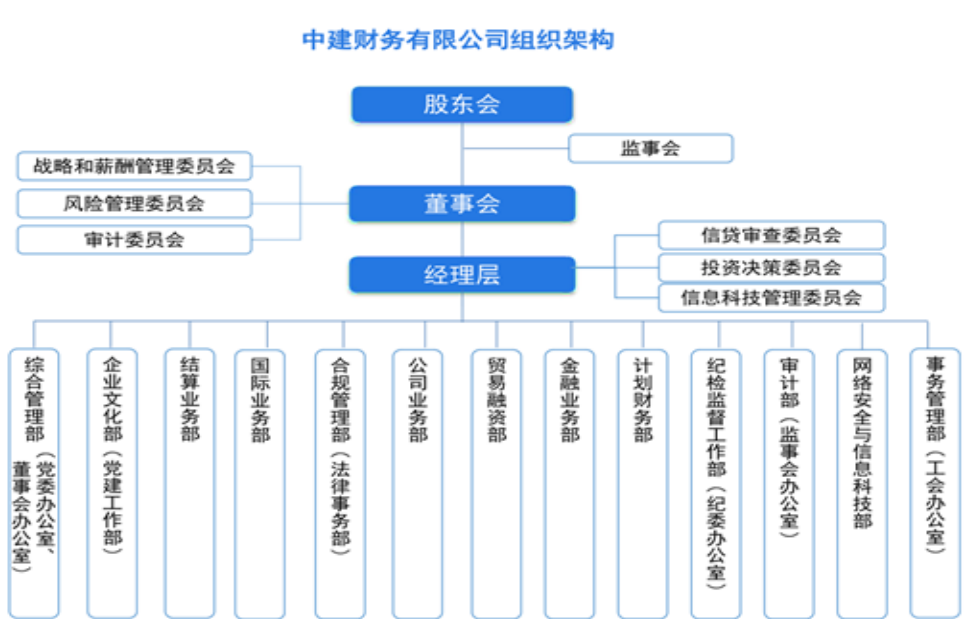 中建财务有限公司组织架构
股东会
监事会
战略和薪酬管理委员会
风险管理委员会
审计委员会
董事会
经理层
信贷审查委员会
投资决策委员会
信息科技管理委员会
综合管理部（党委办公室、
董事会办公室）
企业文化部（党建工作部）
结算业务部
国际业务部
合规管理部（法律事务部）
公司业务部
贸易融资部
金融业务部
计划财务部
纪检监督工作部（纪委办公室）
审计部（监事会办公室）
网络安全与信息科技部
事务管理部（工会办公室）